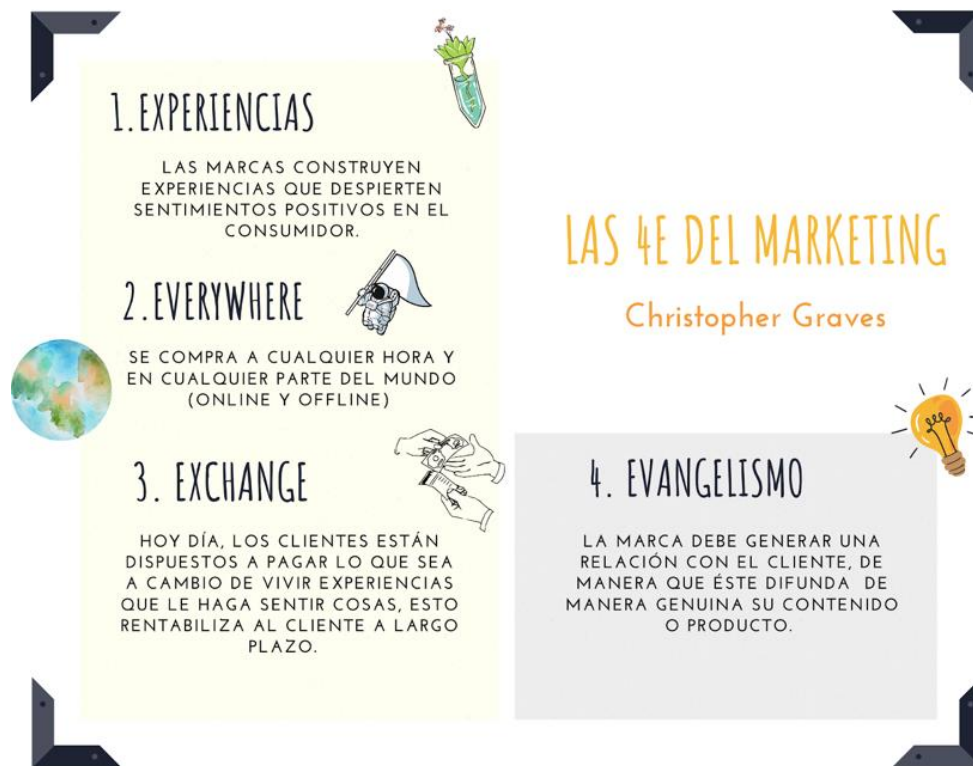 1. EXPERIENCIAS
LAS MARCAS CONSTRUYEN
EXPERIENCIAS QUE DESPIERTEN
SENTIMIENTOS POSITIVOS EN EL
CONSUMIDOR.
2. EVERYWHERE
SE COMPRA A CUALQUIER HORA Y
EN CUALQUIER PARTE DEL MUNDO
(ONLINE Y OFFLINE)
3. EXCHANGE
HOY DÍA, LOS CLIENTES ESTÁN
DISPUESTOS A PAGAR LO QUE SEA
A CAMBIO DE VIVIR EXPERIENCIAS
QUE LE HAGA SENTIR COSAS, ESTO
RENTABILIZA AL CLIENTE A LARGO
PLAZO.
LAS 4E DEL MARKETING
Christopher Graves
4. EVANGELISMO
LA MARCA DEBE GENERAR UNA
RELACIÓN CON EL CLIENTE, DE
MANERA QUE ÉSTE DIFUNDA DE
MANERA GENUINA SU CONTENIDO
O PRODUCTO.